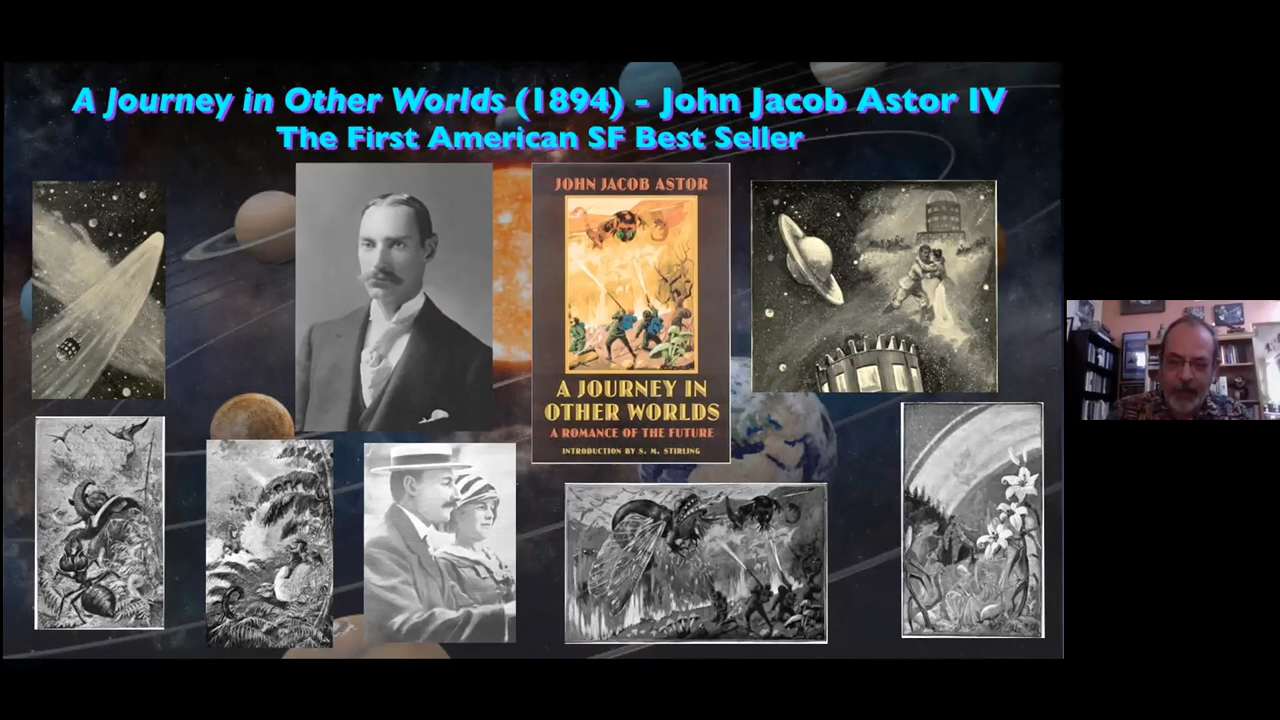 A Journey in Other Worlds (1894) - John Jacob Astor IV
The First American SF Best Seller
JOHN JACOB ASTOR
A JOURNEY IN
OTHER WORLDS
A ROMANCE OF THE FUTURE
INTRODUCTION BY S. M. STIRLING